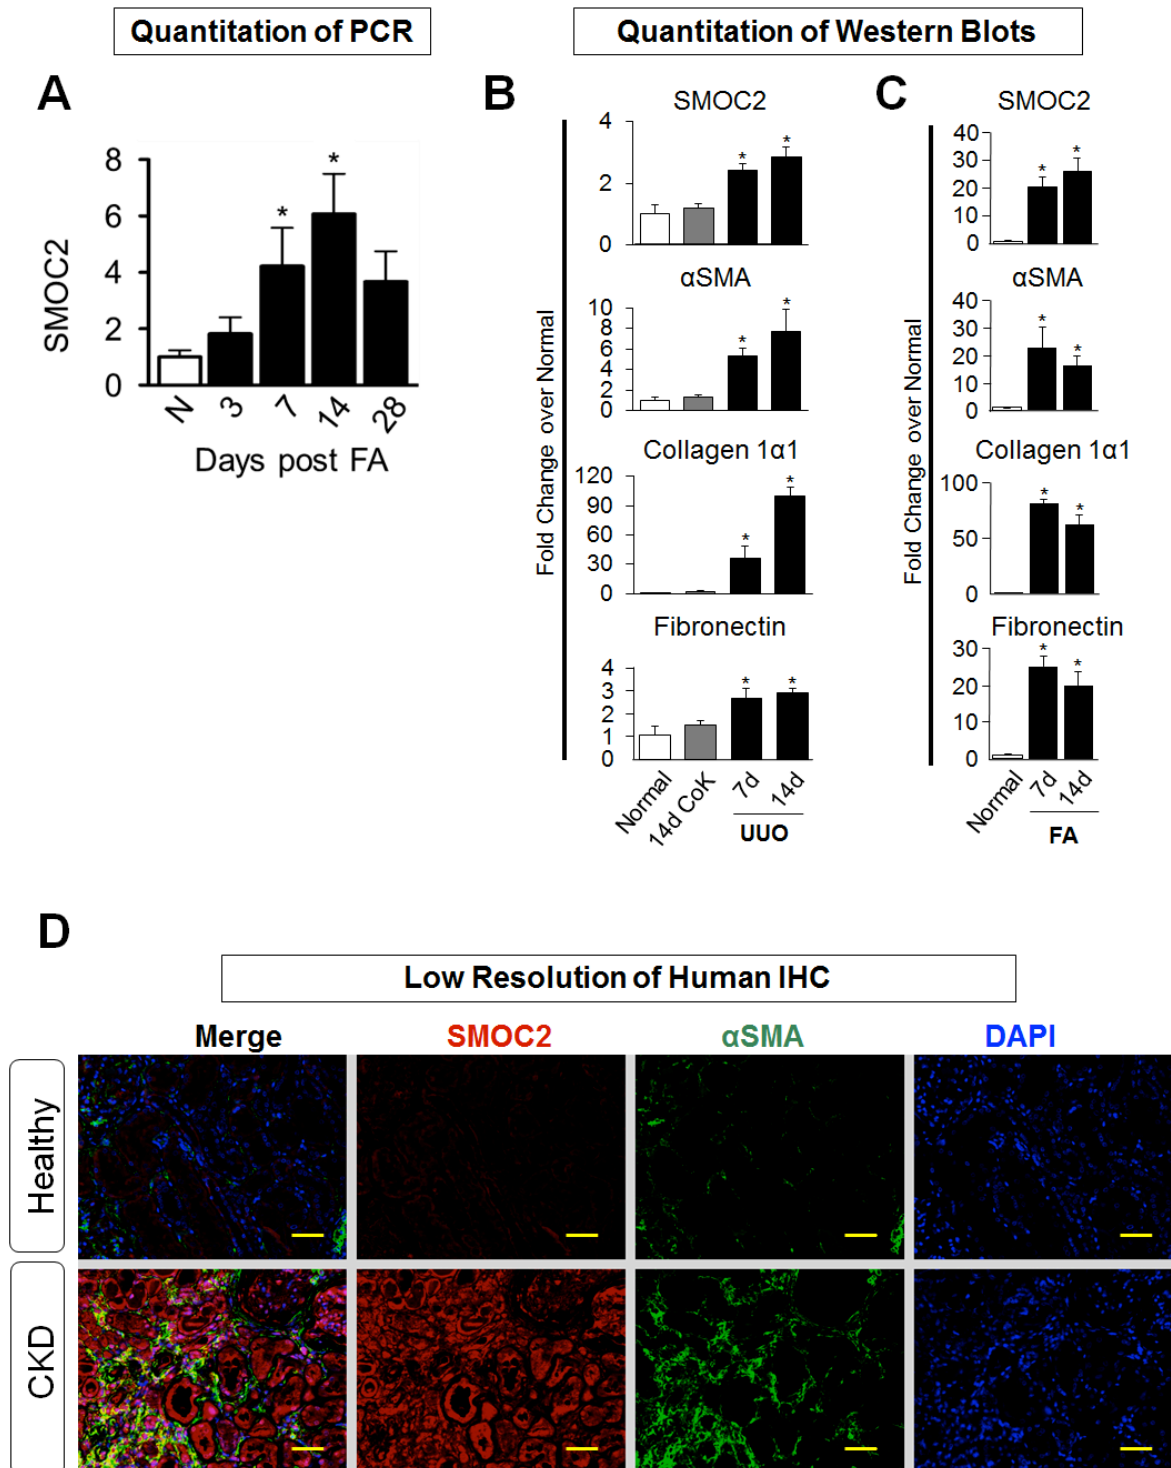 Quantitation of PCR
Quantitation of Western Blots
A
SMOC2
8
6
4
2
0
*
*
N
3
7
14
28
Days post FA
B
Fold Change over Normal
SMOC2
4
2
0
*
*
αSMA
10
8
6
4
2
0
*
*
Collagen 1α1
120
90
60
30
0
*
*
Fibronectin
4
3
2
1
0
*
*
Normal
14d CoK
7d
14d
UUO
C
Fold Change over Normal
SMOC2
40
30
20
10
0
*
*
αSMA
40
30
20
10
0
*
*
Collagen 1α1
100
50
0
*
*
Fibronectin
30
20
10
0
*
*
Normal
7d
14d
FA
D
Low Resolution of Human IHC
Merge
SMOC2
αSMA
DAPI
Healthy
CKD